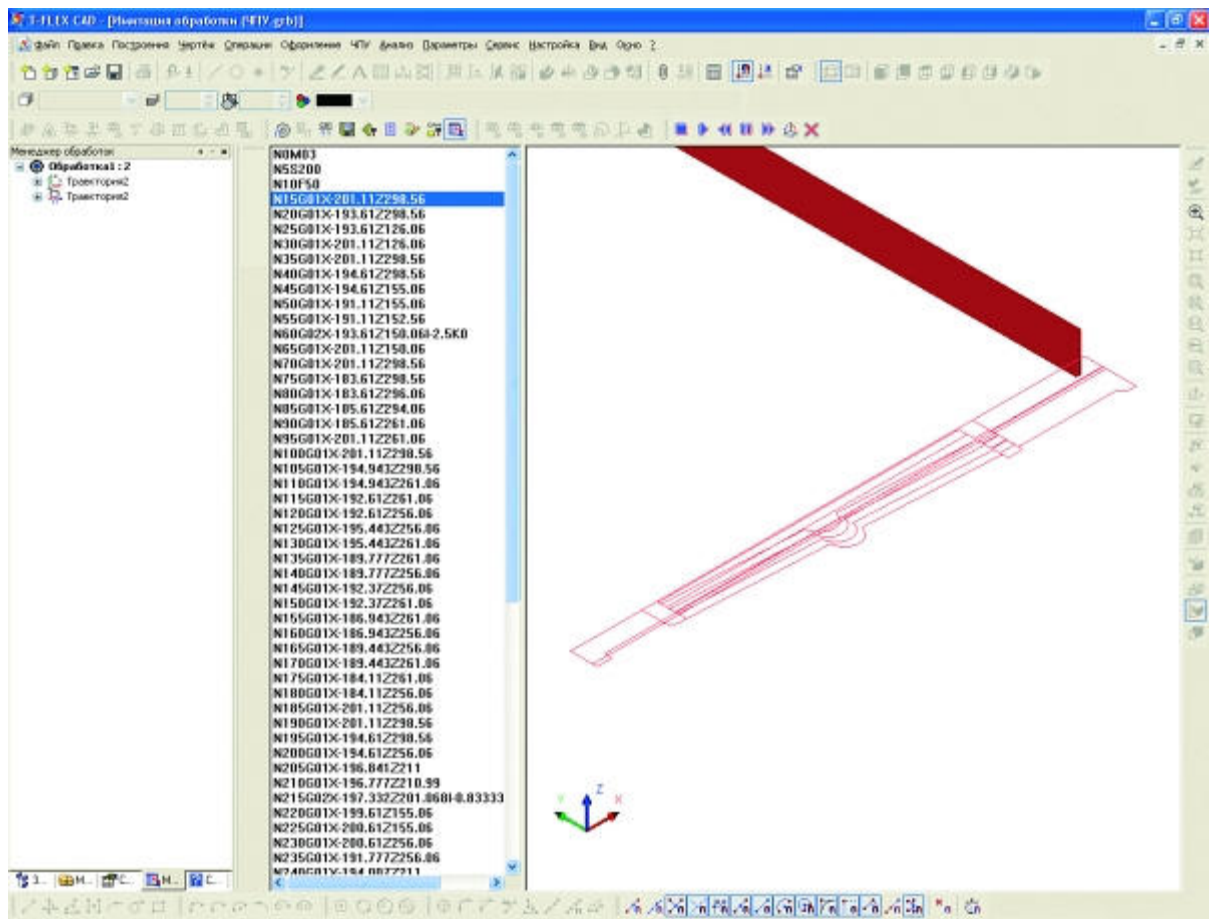 T-FLEX CAD - [Имитация обработки (ЧПУ.grb)]
Файл Правка Построения Чертёж Операции Оформление ЧПУ Анализ Параметры Сервис Настройка Вид Окно ?
Менеджер обработок
Обработка1 : 2
Траектория2
Траектория2
N0M03
N5S200
N10F50
N15G01X-201.11Z298.56
N20G01X-193.61Z298.56
N25G01X-193.61Z126.06
N30G01X-201.11Z126.06
N35G01X-201.11Z298.56
N40G01X-194.61Z298.56
N45G01X-194.61Z155.06
N50G01X-191.11Z155.06
N55G01X-191.11Z152.56
N60G02X-193.61Z150.06I-2.5K0
N65G01X-201.11Z150.06
N70G01X-201.11Z298.56
N75G01X-183.61Z298.56
N80G01X-183.61Z296.06
N85G01X-185.61Z294.06
N90G01X-185.61Z261.06
N95G01X-201.11Z261.06
N100G01X-201.11Z298.56
N105G01X-194.943Z298.56
N110G01X-194.943Z261.06
N115G01X-192.61Z261.06
N120G01X-192.61Z256.06
N125G01X-195.443Z256.06
N130G01X-195.443Z261.06
N135G01X-189.777Z261.06
N140G01X-189.777Z256.06
N145G01X-192.37Z256.06
N150G01X-192.37Z261.06
N155G01X-186.943Z261.06
N160G01X-186.943Z256.06
N165G01X-189.443Z256.06
N170G01X-189.443Z261.06
N175G01X-184.11Z261.06
N180G01X-184.11Z256.06
N185G01X-201.11Z256.06
N190G01X-201.11Z298.56
N195G01X-194.61Z298.56
N200G01X-194.61Z256.06
N205G01X-196.841Z211
N210G01X-196.777Z210.99
N215G02X-197.332Z201.068I-0.83333
N220G01X-199.61Z155.06
N225G01X-200.61Z155.06
N230G01X-200.61Z256.06
N235G01X-191.777Z256.06
N240G01X-194.007Z211
Z
Y
X
З...
М...
С...
М...
С...